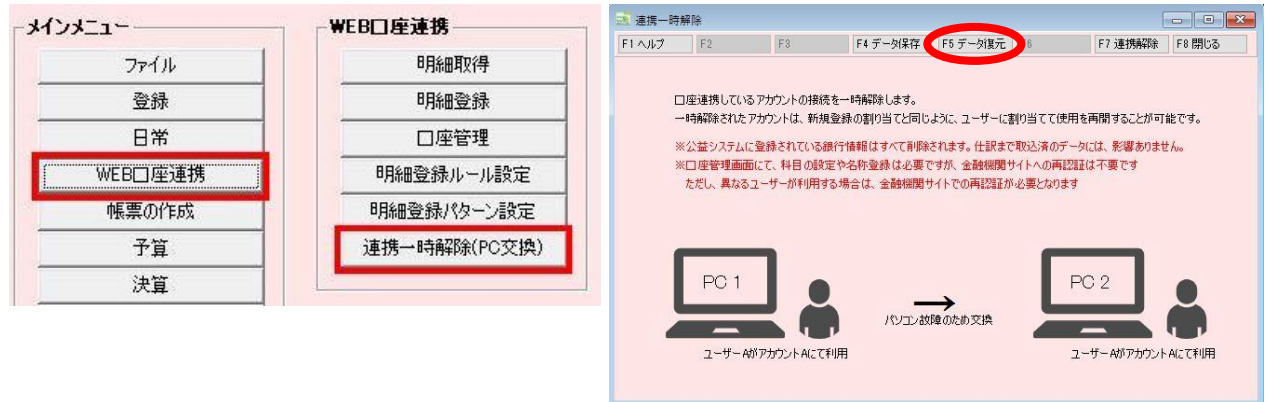 メインメニュー
ファイル
登録
日常
WEB口座連携
帳票の作成
予算
決算
WEB口座連携
明細取得
明細登録
口座管理
明細登録ルール設定
明細登録パターン設定
連携一時解除(PC交換)
連携一時解除
F1 ヘルプ F2 F3 F4 データ保存 F5 データ復元 6 F7 連携解除 F8 閉じる
口座連携しているアカウントの接続を一時解除します。
一時解除されたアカウントは、新規登録の割り当てと同じように、ユーザーに割り当てて使用を再開することが可能です。
※公益システムに登録されている銀行情報はすべて削除されます。仕訳まで取込済のデータには、影響ありません。
※口座管理画面にて、科目の設定や名称登録は必要ですが、金融機関サイトへの再認証は不要です
ただし、異なるユーザーが利用する場合は、金融機関サイトでの再認証が必要となります
PC 1
PC 2
パソコン故障のため交換
ユーザーAがアカウントAにて利用
ユーザーAがアカウントAにて利用